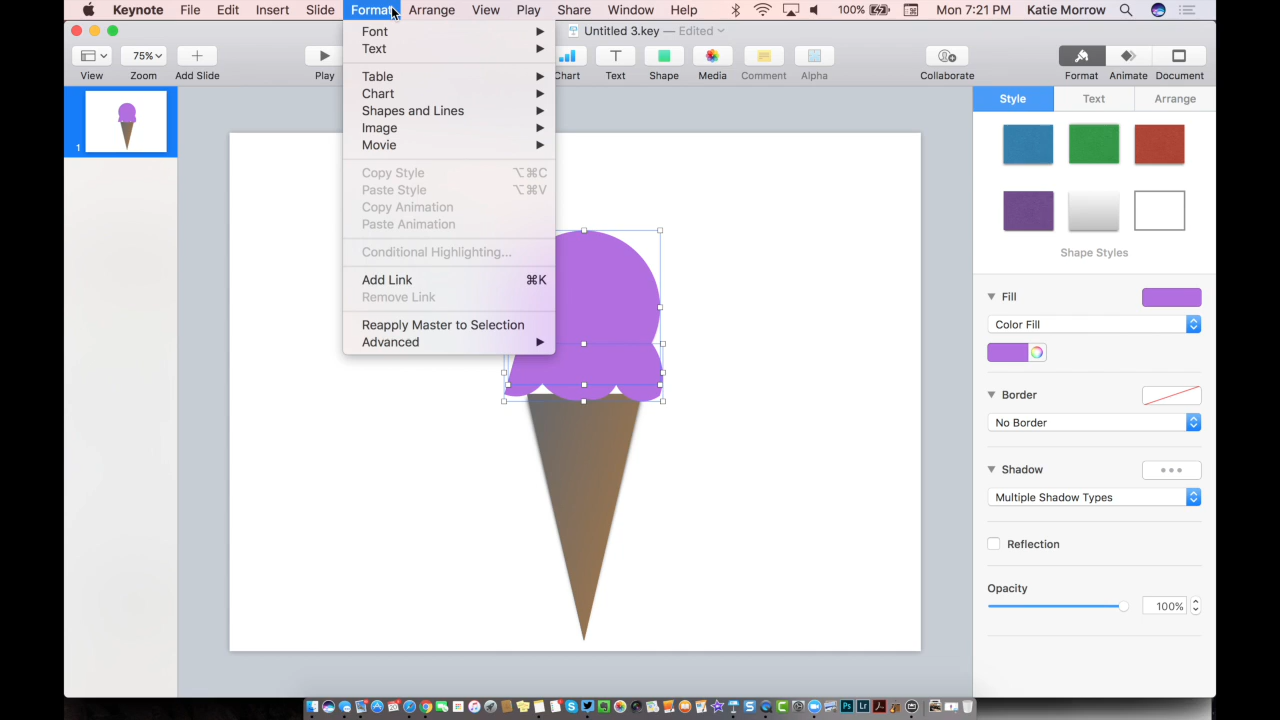 Keynote File Edit Insert Slide Format Arrange View Play Share Window Help 100% Mon 7:21 PM Katie Morrow
Untitled 3.key — Edited
75%
View Zoom Add Slide Play Chart Text Shape Media Comment Alpha Collaborate Format Animate Document
Font
Text
Table
Chart
Shapes and Lines
Image
Movie
Copy Style ⌥⌘C
Paste Style ⌥⌘V
Copy Animation
Paste Animation
Conditional Highlighting...
Add Link ⌘K
Remove Link
Reapply Master to Selection
Advanced
1
Style Text Arrange
Shape Styles
Fill
Color Fill
Border
No Border
Shadow
Multiple Shadow Types
Reflection
Opacity
100%
Ps Lr